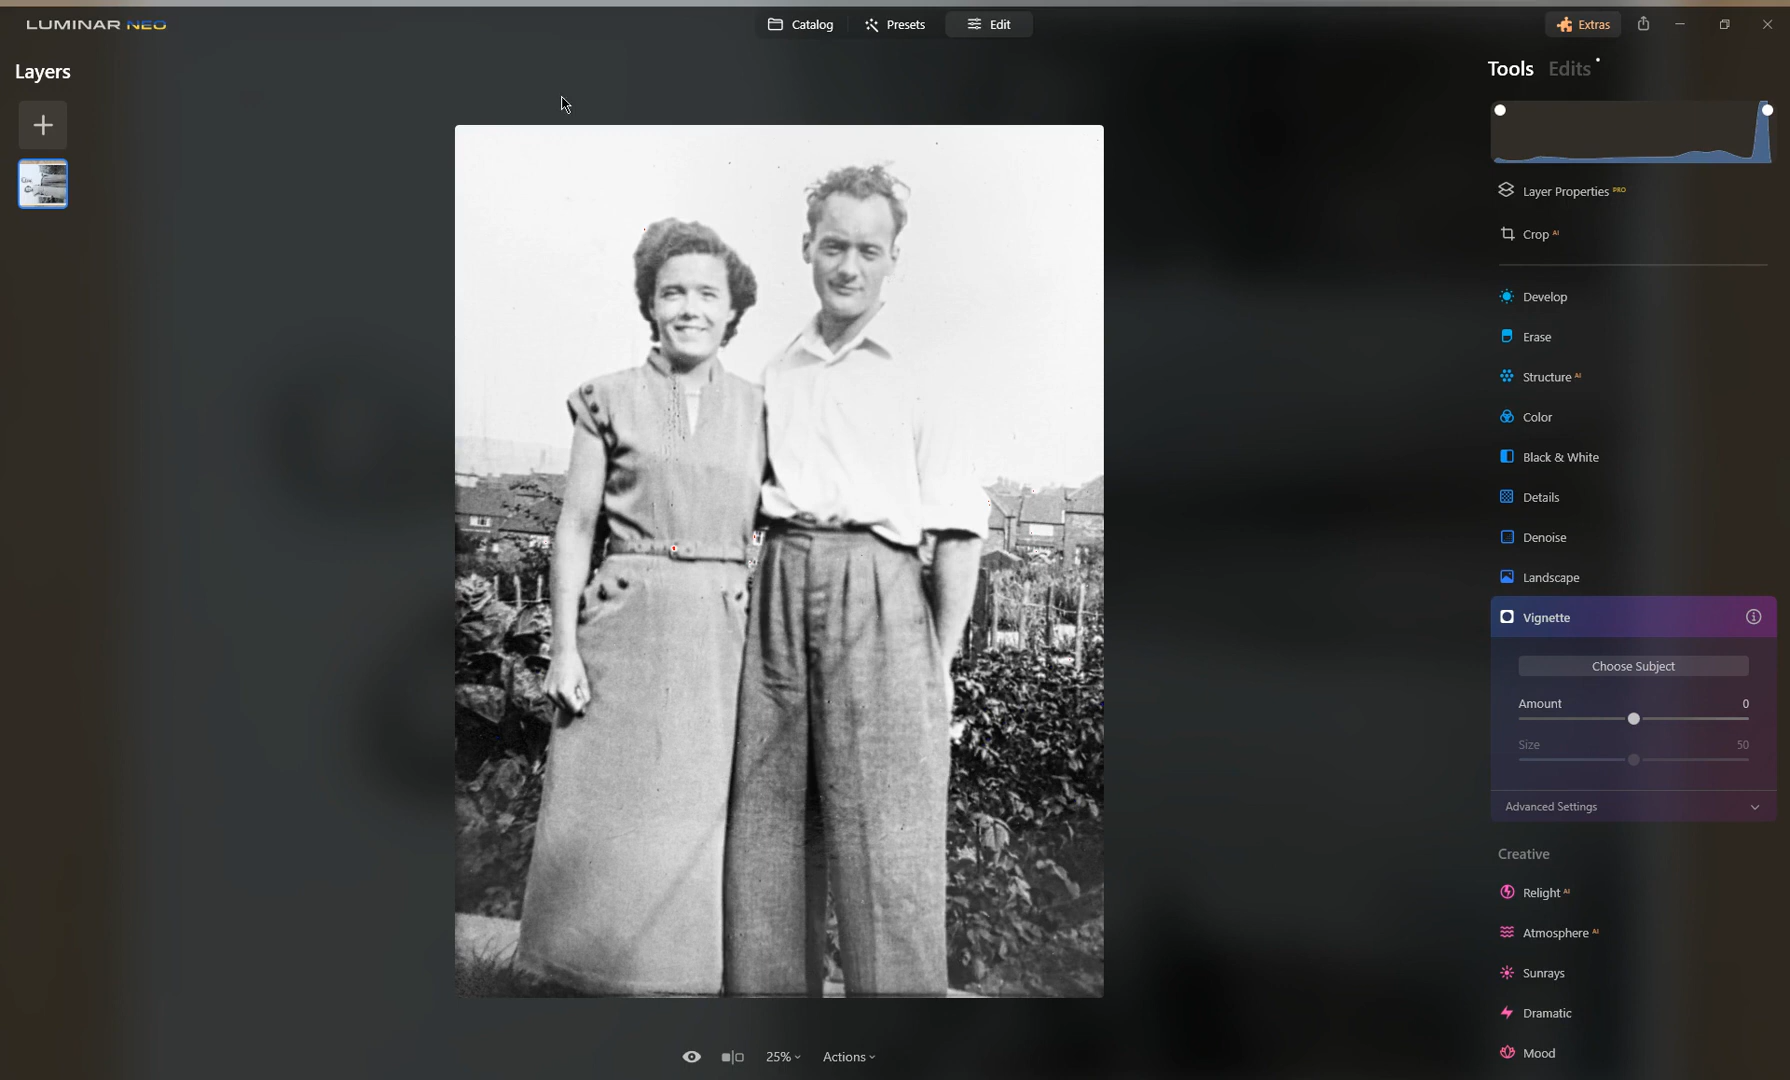 LUMINAR NEO
Catalog
Presets
Edit
Extras
Layers
Tools
Edits
Layer Properties PRO
Crop AI
Develop
Erase
Structure AI
Color
Black & White
Details
Denoise
Landscape
Vignette
Choose Subject
Amount 0
Size 50
Advanced Settings
Creative
Relight AI
Atmosphere AI
Sunrays
Dramatic
Mood
25%
Actions